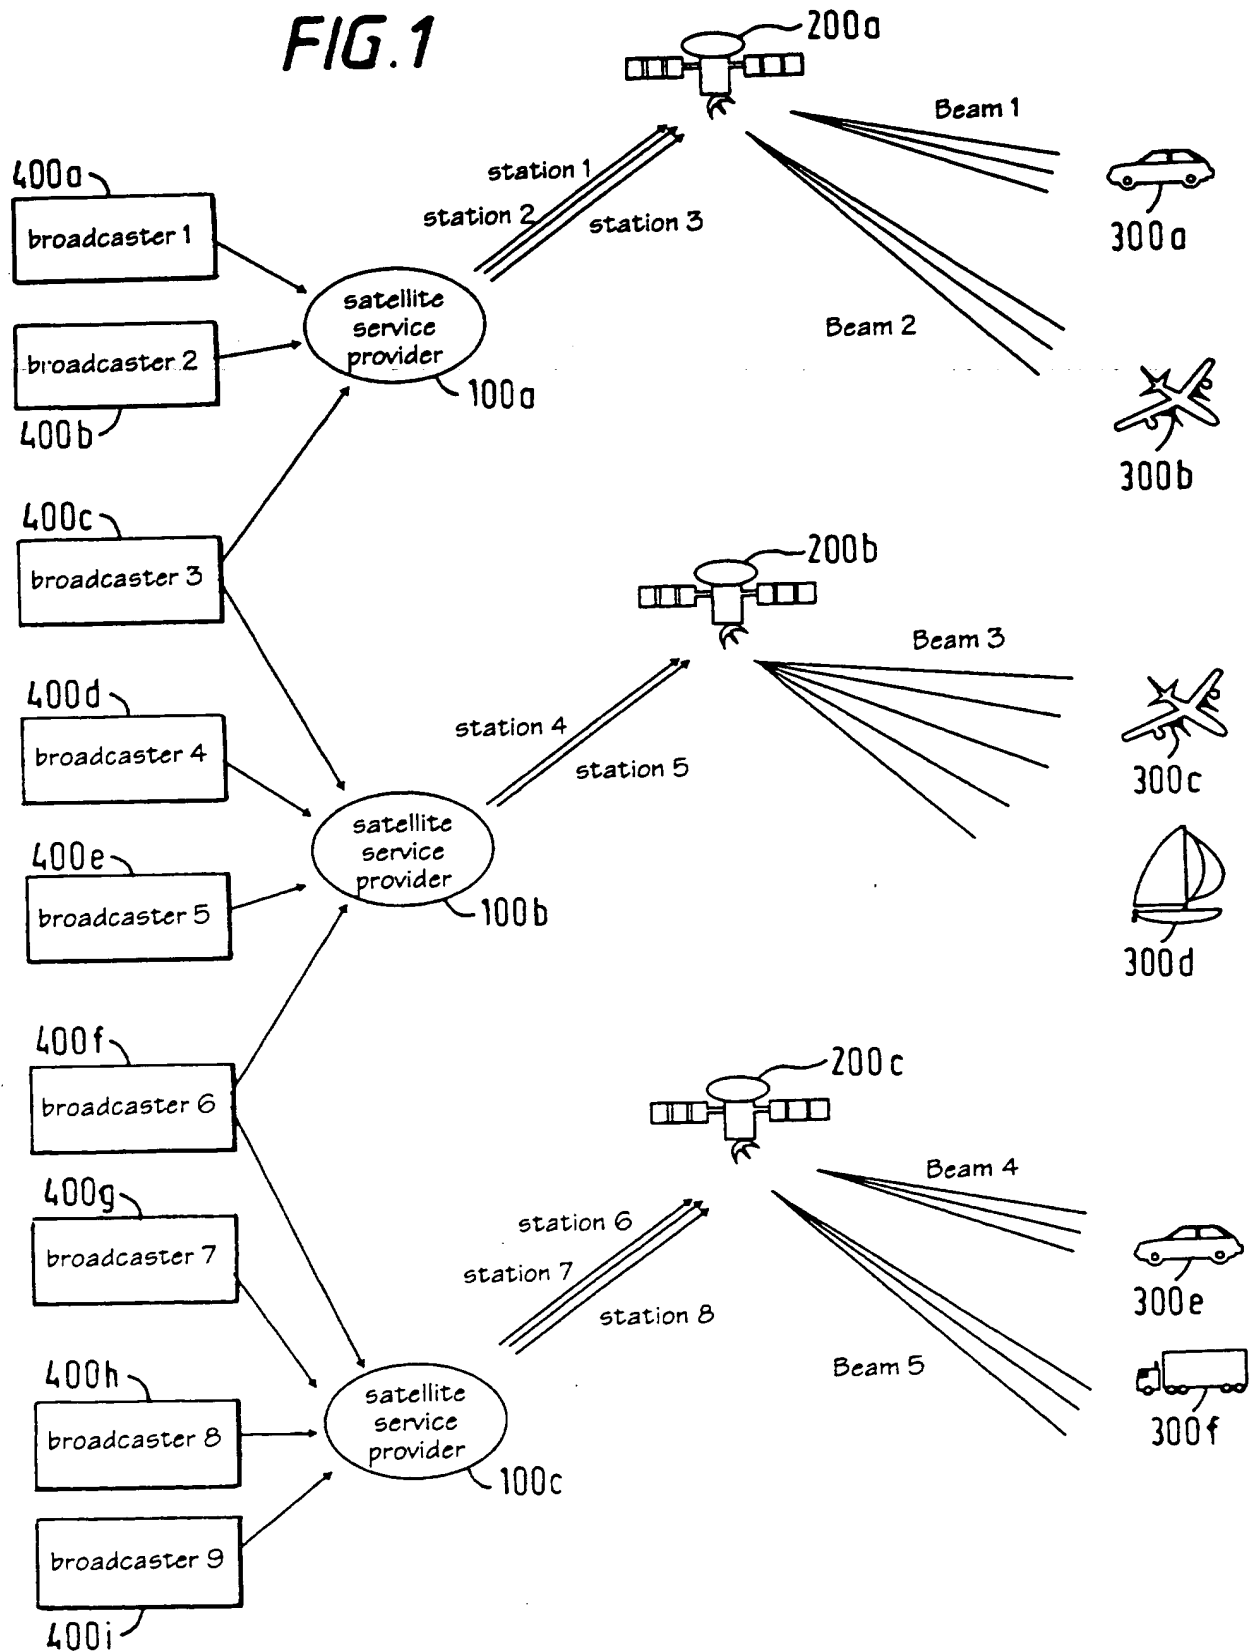 FIG.1
200a
Beam 1
station 1
400a
station 2
station 3
300a
broadcaster 1
satellite
service
provider
Beam 2
broadcaster 2
100a
400b
300b
400c
200b
broadcaster 3
Beam 3
400d
station 4
broadcaster 4
station 5
300c
satellite
service
provider
400e
broadcaster 5
100b
300d
400f
200c
broadcaster 6
Beam 4
400g
station 6
broadcaster 7
station 7
300e
station 8
Beam 5
400h
satellite
service
provider
300f
broadcaster 8
100c
broadcaster 9
400i